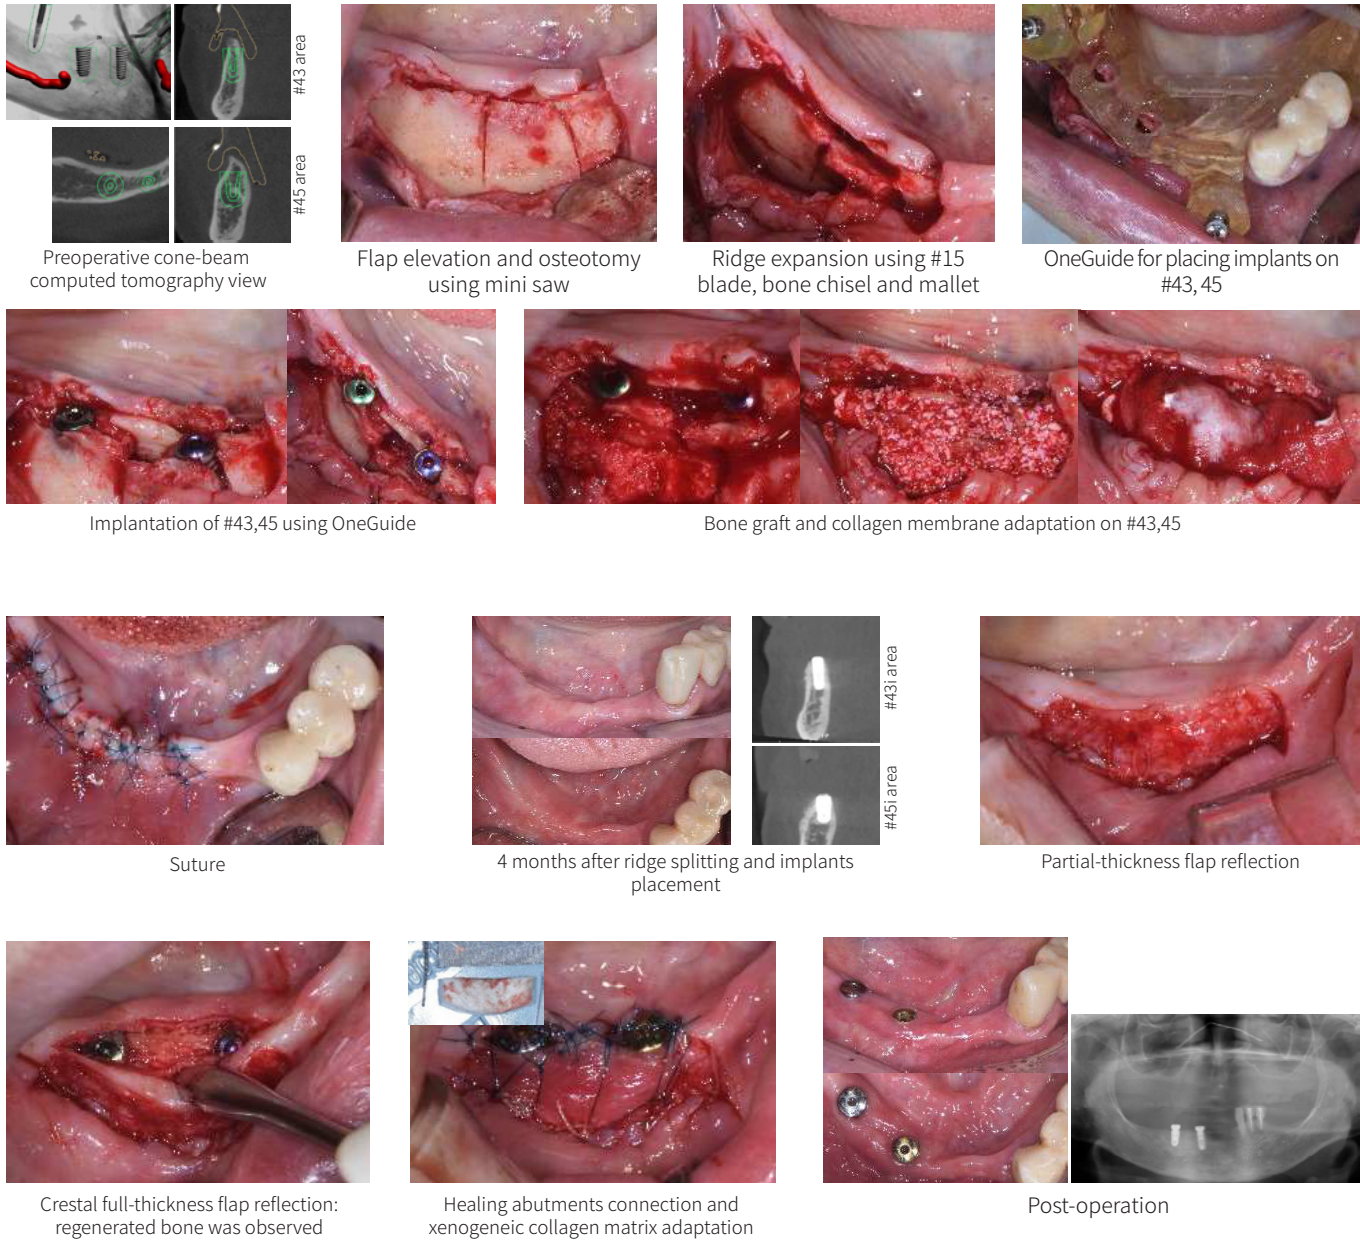 #43 area
#45 area
Preoperative cone-beam
computed tomography view
Flap elevation and osteotomy
using mini saw
Ridge expansion using #15
blade, bone chisel and mallet
OneGuide for placing implants on
#43, 45
Implantation of #43,45 using OneGuide
Bone graft and collagen membrane adaptation on #43,45
Suture
#43i area
#45i area
4 months after ridge splitting and implants
placement
Partial-thickness flap reflection
Crestal full-thickness flap reflection:
regenerated bone was observed
Healing abutments connection and
xenogeneic collagen matrix adaptation
Post-operation